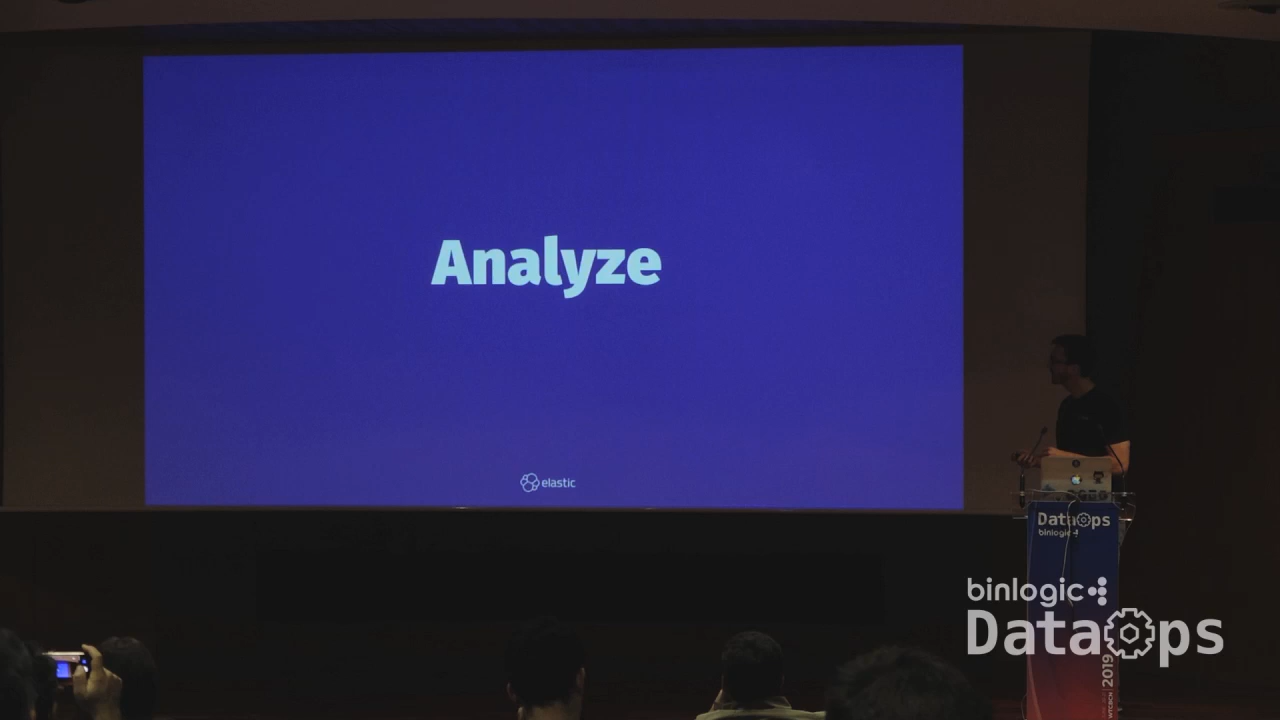 Analyze
elastic
DataOps
binlogic
binlogic
DataOps
2019